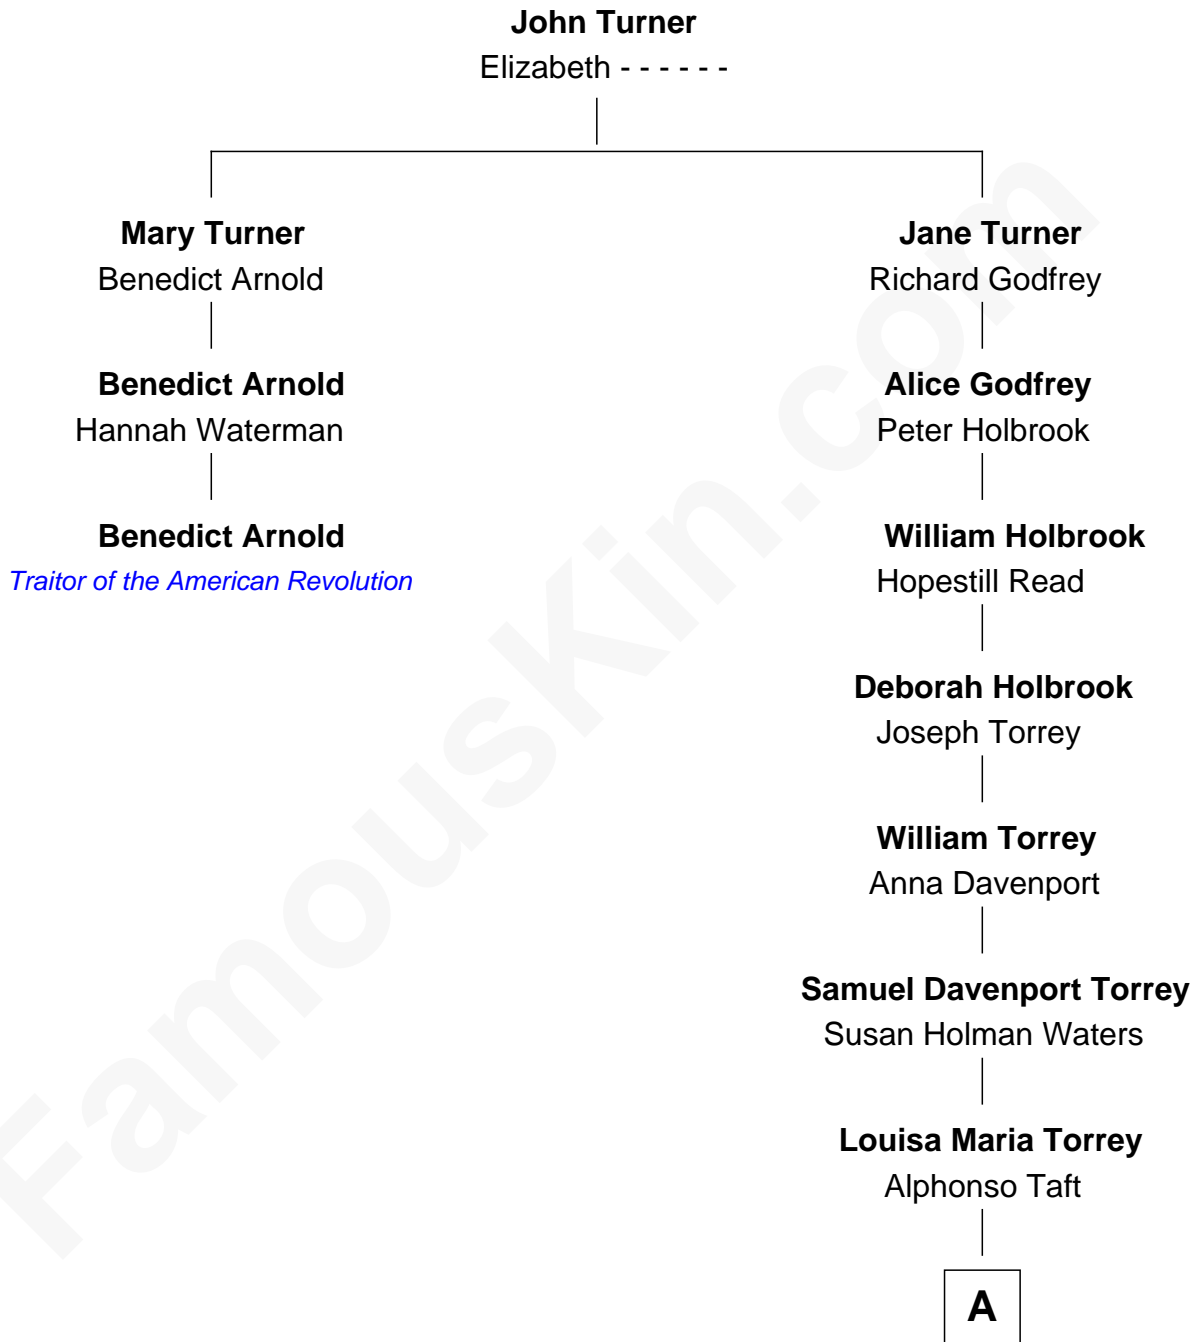 John Turner
Elizabeth - - - - - -
Mary Turner
Benedict Arnold
Jane Turner
Richard Godfrey
Benedict Arnold
Hannah Waterman
Alice Godfrey
Peter Holbrook
Benedict Arnold
Traitor of the American Revolution
William Holbrook
Hopestill Read
Deborah Holbrook
Joseph Torrey
William Torrey
Anna Davenport
Samuel Davenport Torrey
Susan Holman Waters
Louisa Maria Torrey
Alphonso Taft
A
FamousKin.com